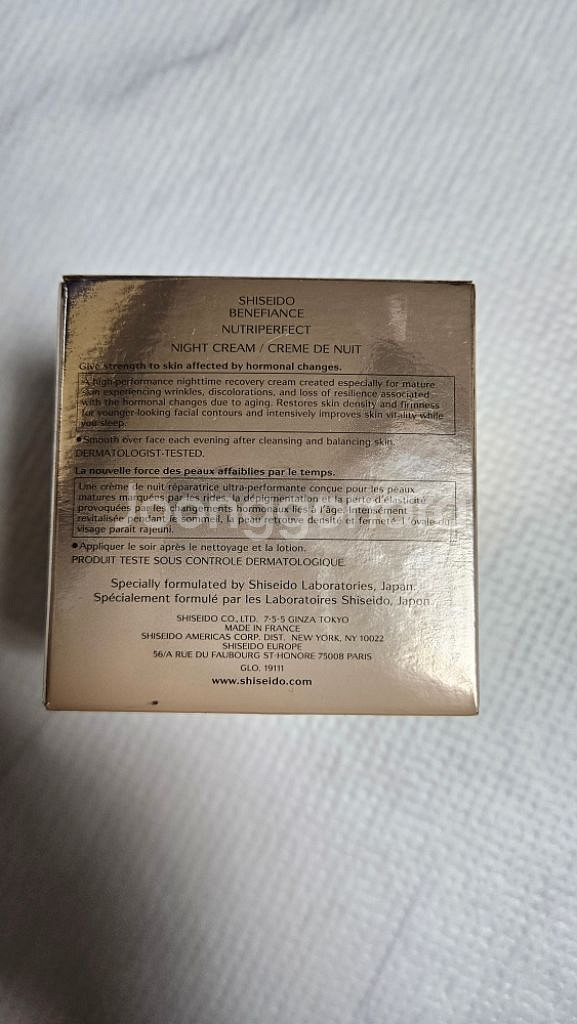 SHISEIDO
BENEFIANCE
NUTRIPERFECT
NIGHT CREAM / CREME DE NUIT
Give strength to skin affected by hormonal changes.
A high-performance nighttime recovery cream created especially for mature
skin experiencing wrinkles, discolorations, and loss of resilience associated
with the hormonal changes due to aging. Restores skin density and firmness
for younger-looking facial contours and intensively improves skin vitality while
you sleep.
●Smooth over face each evening after cleansing and balancing skin.
DERMATOLOGIST-TESTED.
La nouvelle force des peaux affaiblies par le temps.
Une crème de nuit réparatrice ultra-performante conçue pour les peaux
matures marquées par les rides, la dépigmentation et la perte d'élasticité
provoquées par les changements hormonaux liés à l'âge. Intensément
revitalisée pendant le sommeil, la peau retrouve densité et fermeté. L'ovale du
visage paraît rajeuni.
●Appliquer le soir après le nettoyage et la lotion.
PRODUIT TESTE SOUS CONTROLE DERMATOLOGIQUE.
Specially formulated by Shiseido Laboratories, Japan.
Spécialement formulé par les Laboratoires Shiseido, Japon.
SHISEIDO CO., LTD. 7-5-5 GINZA TOKYO
MADE IN FRANCE
SHISEIDO AMERICAS CORP. DIST. NEW YORK, NY 10022
SHISEIDO EUROPE
56/A RUE DU FAUBOURG ST-HONORE 75008 PARIS
GLO. 19111
www.shiseido.com